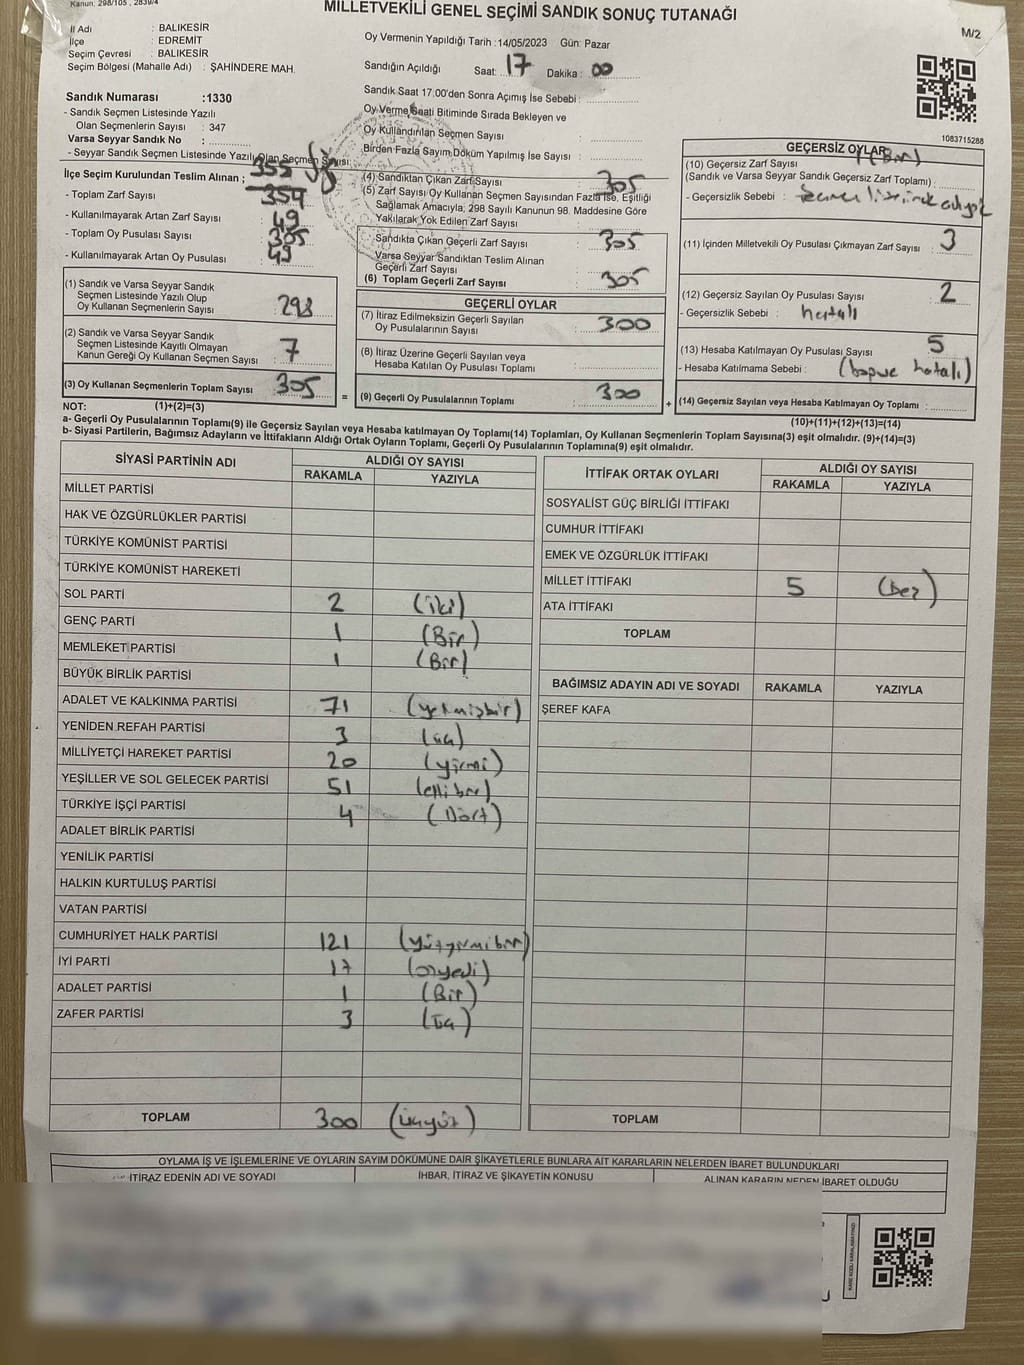 Kanun: 298/105 , 2839/4
MİLLETVEKİLİ GENEL SEÇİMİ SANDIK SONUÇ TUTANAĞI
M/2
İl Adı : BALIKESİR
İlçe : EDREMİT
Seçim Çevresi : BALIKESİR
Seçim Bölgesi (Mahalle Adı) : ŞAHİNDERE MAH.
Sandık Numarası :1330
- Sandık Seçmen Listesinde Yazılı
Olan Seçmenlerin Sayısı : 347
Varsa Seyyar Sandık No :
- Seyyar Sandık Seçmen Listesinde Yazılı Olan Seçmen Sayısı:
İlçe Seçim Kurulundan Teslim Alınan ; 355
- Toplam Zarf Sayısı : 354
- Kullanılmayarak Artan Zarf Sayısı : 49
- Toplam Oy Pusulası Sayısı :
- Kullanılmayarak Artan Oy Pusulası : 49
Oy Vermenin Yapıldığı Tarih :14/05/2023 Gün: Pazar
Sandığın Açıldığı Saat: 17 Dakika : 00
Sandık Saat 17:00'den Sonra Açımış İse Sebebi :
Oy Verme Saati Bitiminde Sırada Bekleyen ve
Oy Kullandırılan Seçmen Sayısı :
Birden Fazla Sayım Döküm Yapılmış İse Sayısı :
(4) Sandıktan Çıkan Zarf Sayısı : 305
(5) Zarf Sayısı Oy Kullanan Seçmen Sayısından Fazla İse, Eşitliği
Sağlamak Amacıyla, 298 Sayılı Kanunun 98. Maddesine Göre
Yakılarak Yok Edilen Zarf Sayısı :
Sandıkta Çıkan Geçerli Zarf Sayısı : 305
Varsa Seyyar Sandıktan Teslim Alınan
Geçerli Zarf Sayısı :
(6) Toplam Geçerli Zarf Sayısı : 305
1083715288
GEÇERSİZ OYLAR
(10) Geçersiz Zarf Sayısı 1 (Bir)
(Sandık ve Varsa Seyyar Sandık Geçersiz Zarf Toplamı) :
- Geçersizlik Sebebi :
(11) İçinden Milletvekili Oy Pusulası Çıkmayan Zarf Sayısı : 3
(12) Geçersiz Sayılan Oy Pusulası Sayısı : 2
- Geçersizlik Sebebi : hatalı
(13) Hesaba Katılmayan Oy Pusulası Sayısı : 5
- Hesaba Katılmama Sebebi :
(14) Geçersiz Sayılan veya Hesaba Katılmayan Oy Toplamı :
(10)+(11)+(12)+(13)=(14)
(1) Sandık ve Varsa Seyyar Sandık
Seçmen Listesinde Yazılı Olup
Oy Kullanan Seçmenlerin Sayısı : 298
(2) Sandık ve Varsa Seyyar Sandık
Seçmen Listesinde Kayıtlı Olmayan
Kanun Gereği Oy Kullanan Seçmen Sayısı : 7
(3) Oy Kullanan Seçmenlerin Toplam Sayısı : 305
GEÇERLİ OYLAR
(7) İtiraz Edilmeksizin Geçerli Sayılan
Oy Pusulalarının Sayısı : 300
(8) İtiraz Üzerine Geçerli Sayılan veya
Hesaba Katılan Oy Pusulası Toplamı :
= (9) Geçerli Oy Pusulalarının Toplamı : 300 +
NOT: (1)+(2)=(3)
a- Geçerli Oy Pusulalarının Toplamı(9) ile Geçersiz Sayılan veya Hesaba katılmayan Oy Toplamı(14) Toplamları, Oy Kullanan Seçmenlerin Toplam Sayısına(3) eşit olmalıdır. (9)+(14)=(3)
b- Siyasi Partilerin, Bağımsız Adayların ve İttifakların Aldığı Ortak Oyların Toplamı, Geçerli Oy Pusulalarının Toplamına(9) eşit olmalıdır.
SİYASİ PARTİNİN ADI ALDIĞI OY SAYISI
RAKAMLA YAZIYLA
MİLLET PARTİSİ
HAK VE ÖZGÜRLÜKLER PARTİSİ
TÜRKİYE KOMÜNİST PARTİSİ
TÜRKİYE KOMÜNİST HAREKETİ
SOL PARTİ 2 (iki)
GENÇ PARTİ 1 (Bir)
MEMLEKET PARTİSİ 1 (Bir)
BÜYÜK BİRLİK PARTİSİ
ADALET VE KALKINMA PARTİSİ 71 (yetmişbir)
YENİDEN REFAH PARTİSİ 3 (üç)
MİLLİYETÇİ HAREKET PARTİSİ 20 (yirmi)
YEŞİLLER VE SOL GELECEK PARTİSİ 51 (ellibir)
TÜRKİYE İŞÇİ PARTİSİ 4 (Dört)
ADALET BİRLİK PARTİSİ
YENİLİK PARTİSİ
HALKIN KURTULUŞ PARTİSİ
VATAN PARTİSİ
CUMHURİYET HALK PARTİSİ 121 (yüzyirmibir)
İYİ PARTİ 17 (onyedi)
ADALET PARTİSİ 1 (Bir)
ZAFER PARTİSİ 3 (üç)
TOPLAM 300 (üçyüz)
İTTİFAK ORTAK OYLARI ALDIĞI OY SAYISI
RAKAMLA YAZIYLA
SOSYALİST GÜÇ BİRLİĞİ İTTİFAKI
CUMHUR İTTİFAKI
EMEK VE ÖZGÜRLÜK İTTİFAKI
MİLLET İTTİFAKI 5 (beş)
ATA İTTİFAKI
TOPLAM
BAĞIMSIZ ADAYIN ADI VE SOYADI RAKAMLA YAZIYLA
ŞEREF KAFA
TOPLAM
OYLAMA İŞ VE İŞLEMLERİNE VE OYLARIN SAYIM DÖKÜMÜNE DAİR ŞİKAYETLERLE BUNLARA AİT KARARLARIN NELERDEN İBARET BULUNDUKLARI
İTİRAZ EDENİN ADI VE SOYADI İHBAR, İTİRAZ VE ŞİKAYETİN KONUSU ALINAN KARARIN NEDEN İBARET OLDUĞU
KARE KODU KARALAMAYINIZ!